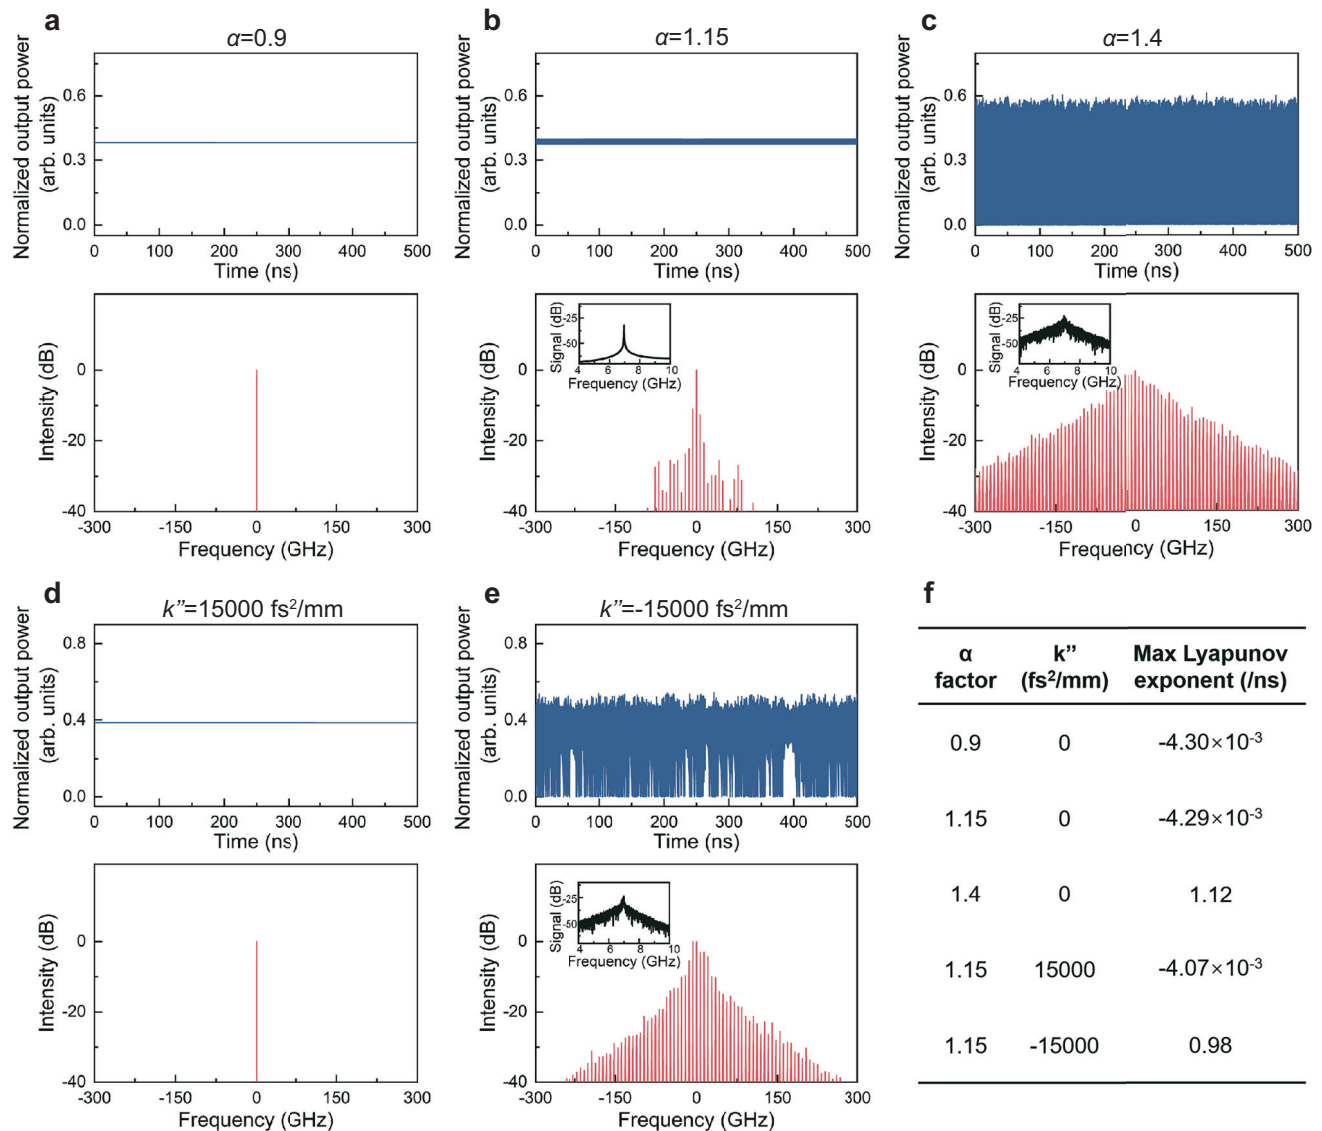 a
α=0.9
Normalized output power
(arb. units)
0.6
0.3
0.0
0 100 200 300 400 500
Time (ns)
Intensity (dB)
0
-20
-40
-300 -150 0 150 300
Frequency (GHz)
b
α=1.15
Normalized output power
(arb. units)
0.6
0.3
0.0
0 100 200 300 400 500
Time (ns)
Signal (dB)
-25
-50
4 6 8 10
Frequency (GHz)
Intensity (dB)
0
-20
-40
-300 -150 0 150 300
Frequency (GHz)
c
α=1.4
Normalized output power
(arb. units)
0.6
0.3
0.0
0 100 200 300 400 500
Time (ns)
Signal (dB)
-25
-50
4 6 8 10
Frequency (GHz)
Intensity (dB)
0
-20
-40
-300 -150 0 150 300
Frequency (GHz)
d
k”=15000 fs²/mm
Normalized output power
(arb. units)
0.8
0.4
0.0
0 100 200 300 400 500
Time (ns)
Intensity (dB)
0
-20
-40
-300 -150 0 150 300
Frequency (GHz)
e
k”=-15000 fs²/mm
Normalized output power
(arb. units)
0.8
0.4
0.0
0 100 200 300 400 500
Time (ns)
Signal (dB)
-25
-50
4 6 8 10
Frequency (GHz)
Intensity (dB)
0
-20
-40
-300 -150 0 150 300
Frequency (GHz)
f
α k” Max Lyapunov
factor (fs²/mm) exponent (/ns)
0.9 0 -4.30×10⁻³
1.15 0 -4.29×10⁻³
1.4 0 1.12
1.15 15000 -4.07×10⁻³
1.15 -15000 0.98